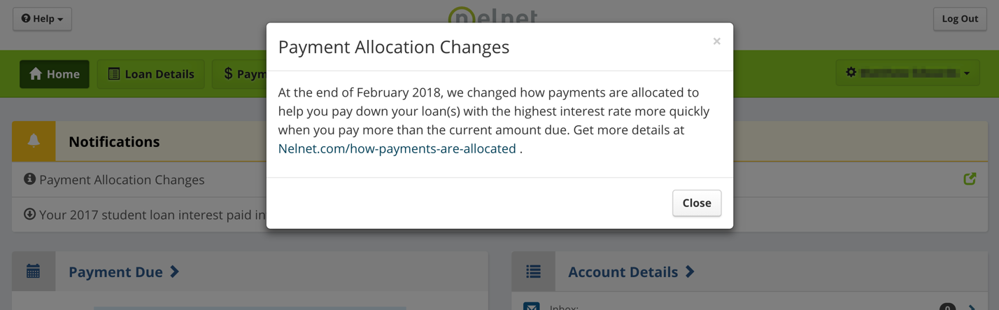 Help
nelnet
Log Out
Payment Allocation Changes
×
Home
Loan Details
$ Paym
At the end of February 2018, we changed how payments are allocated to
help you pay down your loan(s) with the highest interest rate more quickly
when you pay more than the current amount due. Get more details at
Nelnet.com/how-payments-are-allocated .
Notifications
Payment Allocation Changes
Your 2017 student loan interest paid in
Close
Payment Due
Account Details
Inbox:
0